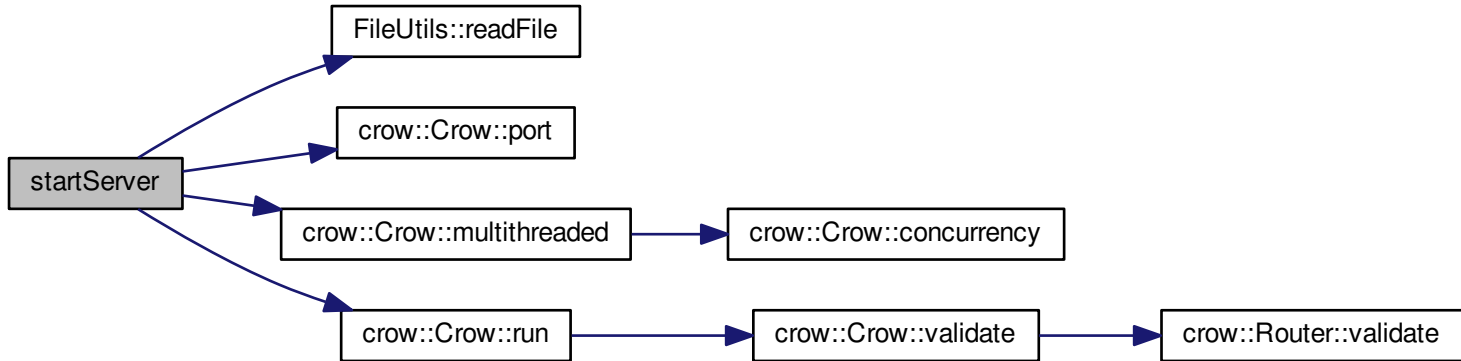 startServer
FileUtils::readFile
crow::Crow::port
crow::Crow::multithreaded
crow::Crow::concurrency
crow::Crow::run
crow::Crow::validate
crow::Router::validate